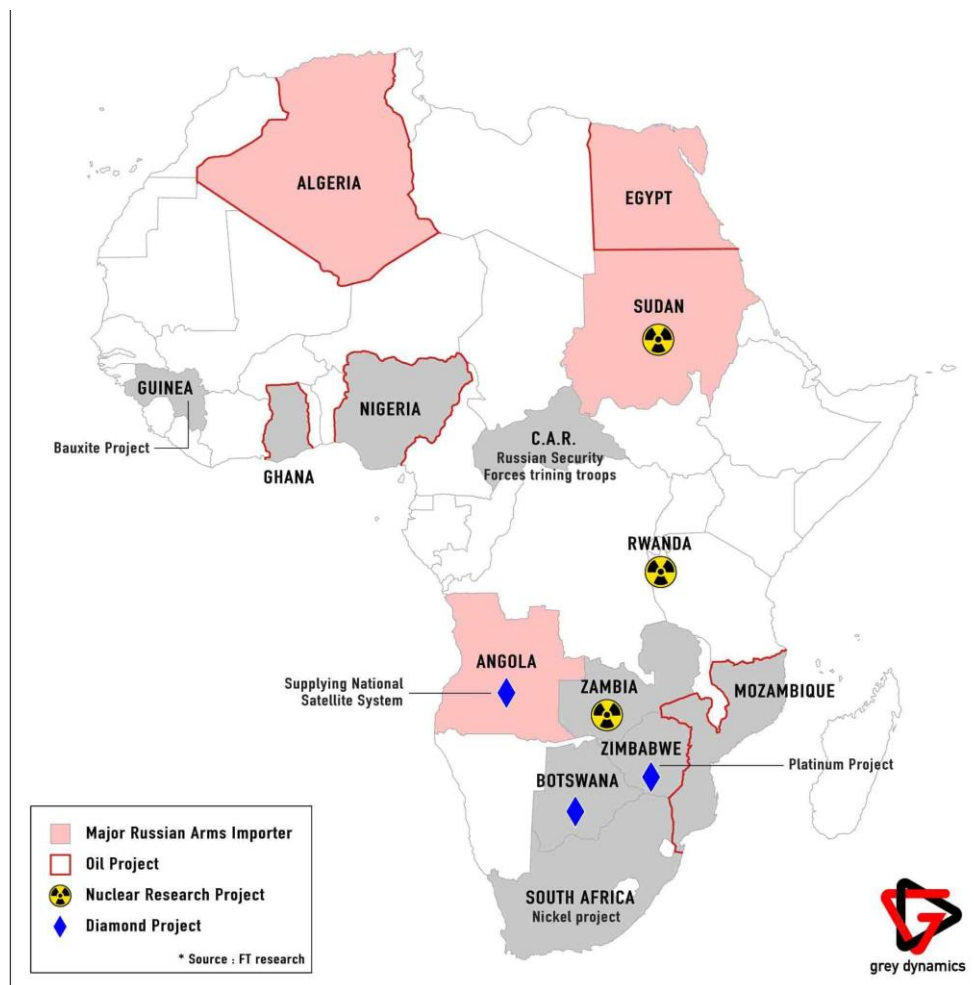 ALGERIA
EGYPT
SUDAN
GUINEA
Bauxite Project
NIGERIA
GHANA
C.A.R.
Russian Security
Forces trining troops
RWANDA
ANGOLA
Supplying National
Satellite System
ZAMBIA
MOZAMBIQUE
ZIMBABWE
Platinum Project
BOTSWANA
SOUTH AFRICA
Nickel project
Major Russian Arms Importer
Oil Project
Nuclear Research Project
Diamond Project
* Source : FT research
grey dynamics